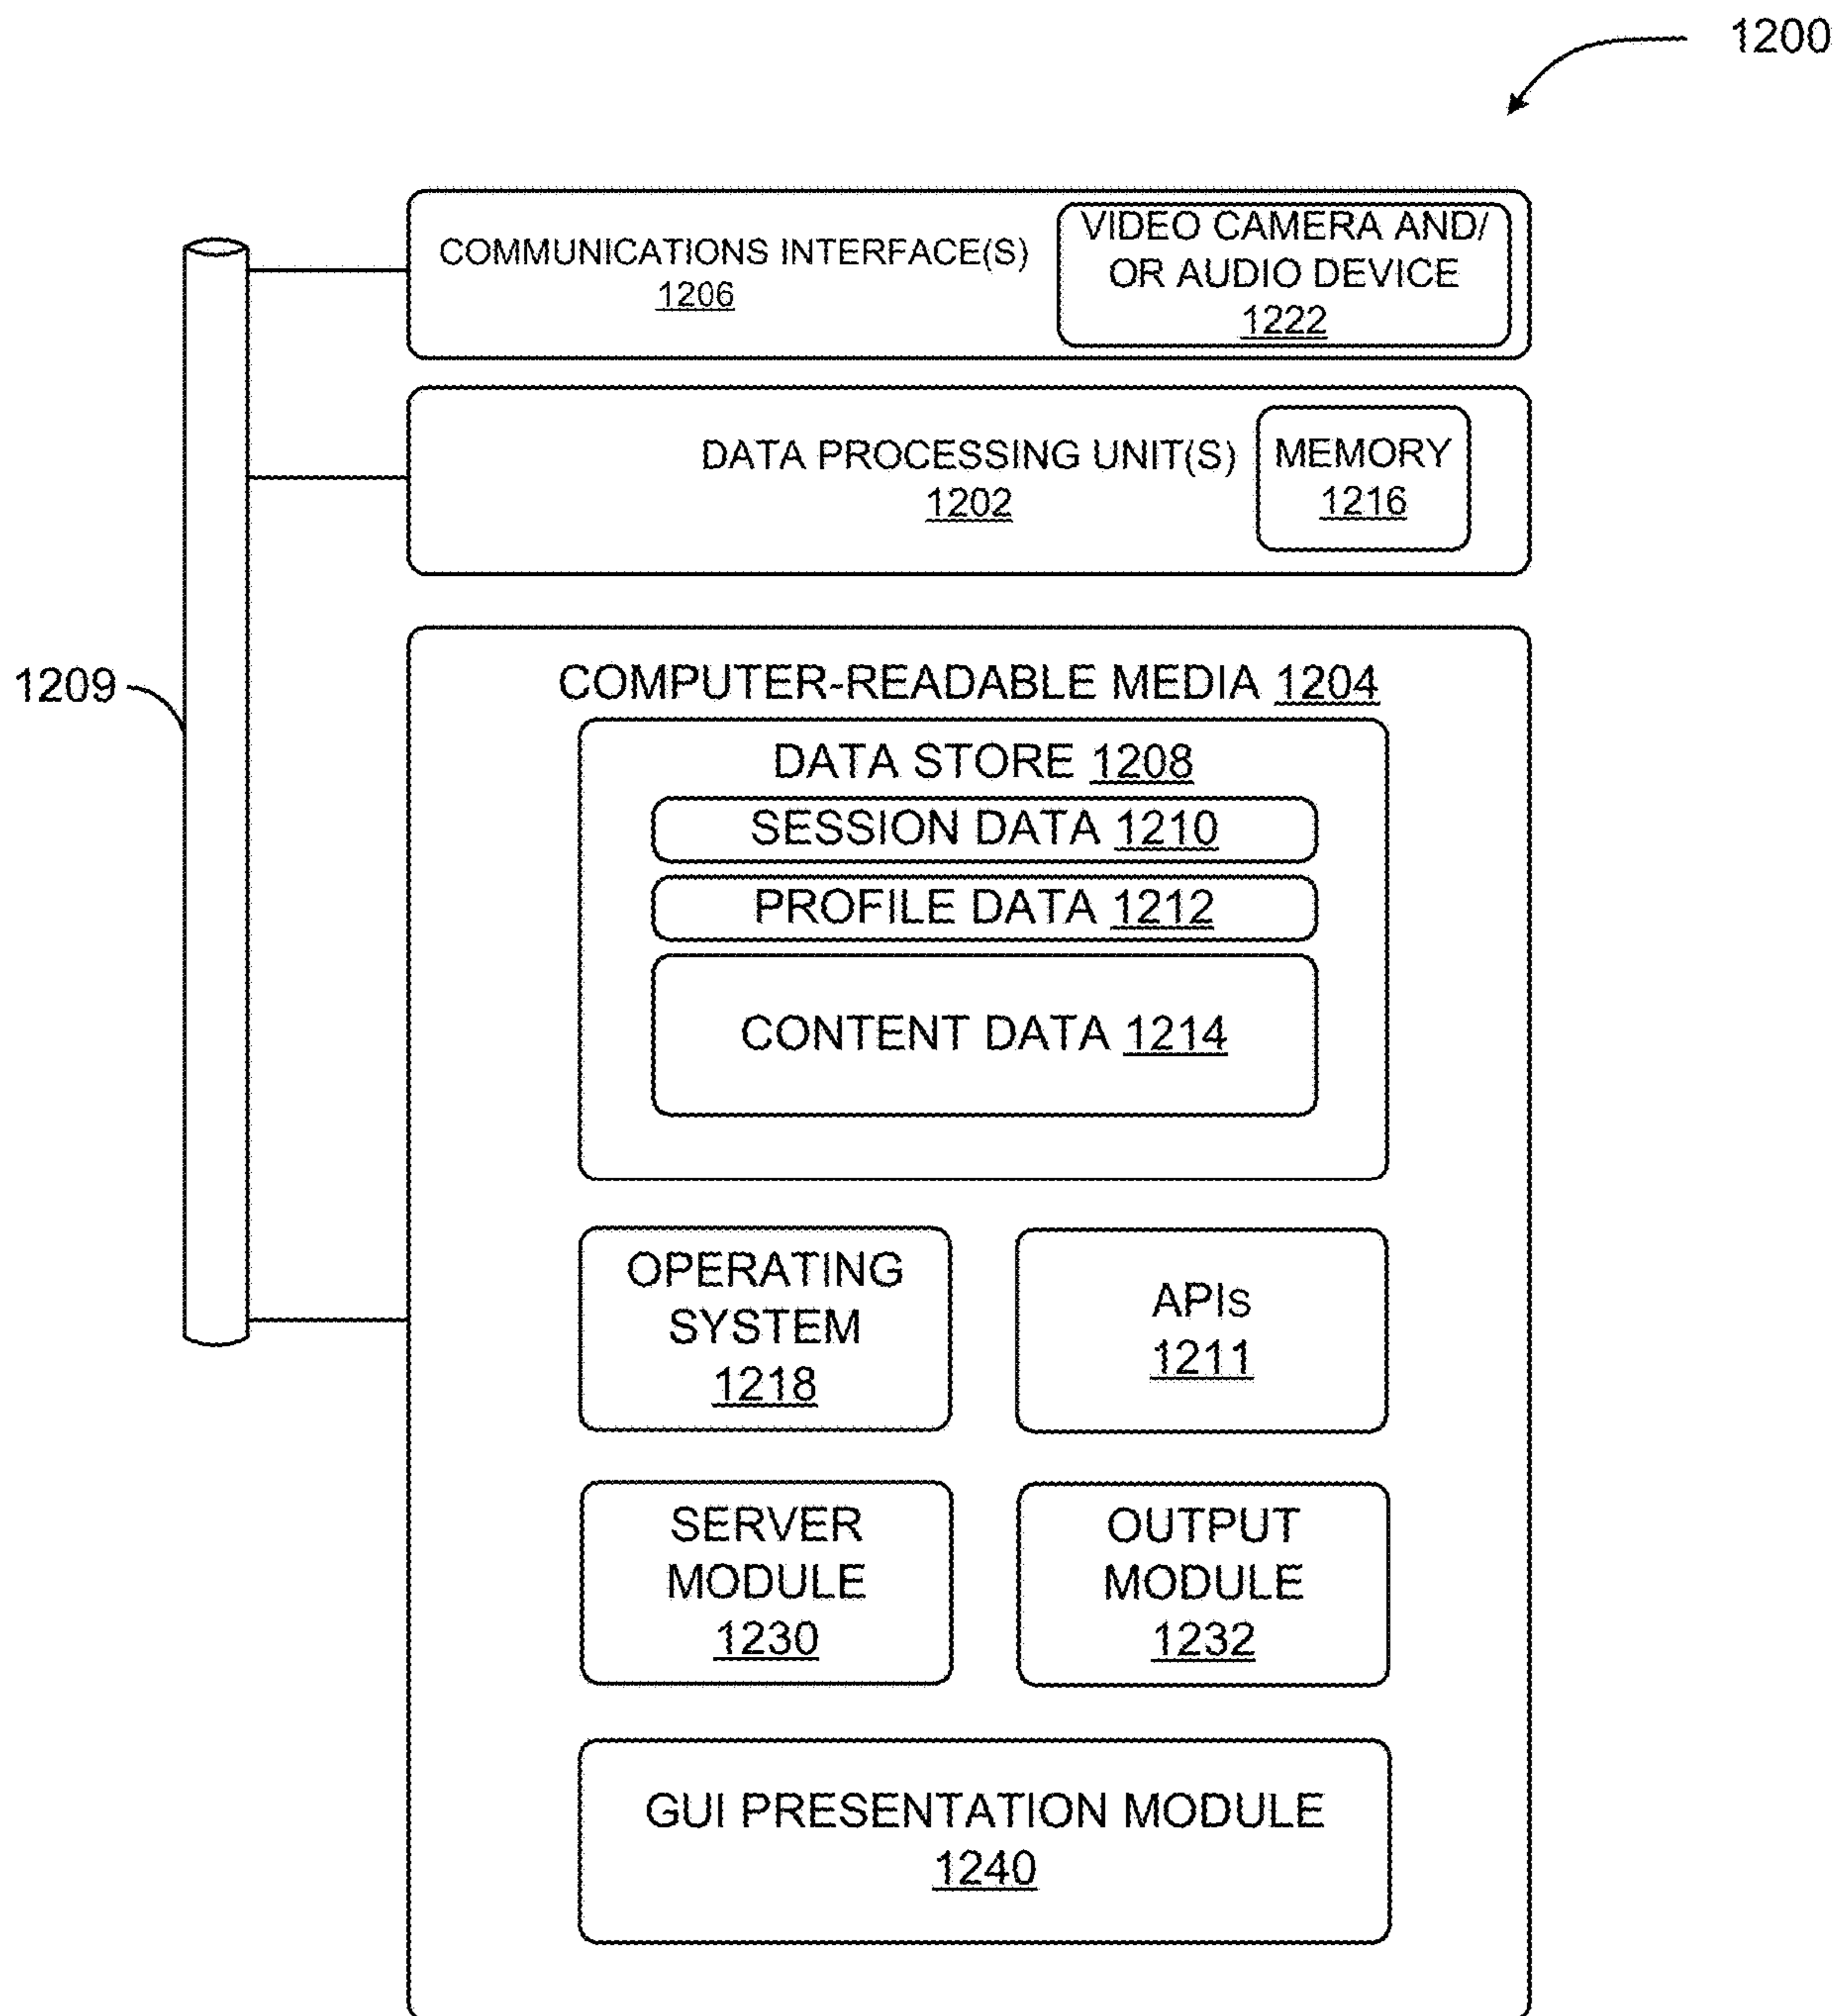 1200
COMMUNICATIONS INTERFACE(S)
1206
VIDEO CAMERA AND/
OR AUDIO DEVICE
1222
DATA PROCESSING UNIT(S)
1202
MEMORY
1216
1209
COMPUTER-READABLE MEDIA 1204
DATA STORE 1208
SESSION DATA 1210
PROFILE DATA 1212
CONTENT DATA 1214
OPERATING
SYSTEM
1218
APIs
1211
SERVER
MODULE
1230
OUTPUT
MODULE
1232
GUI PRESENTATION MODULE
1240